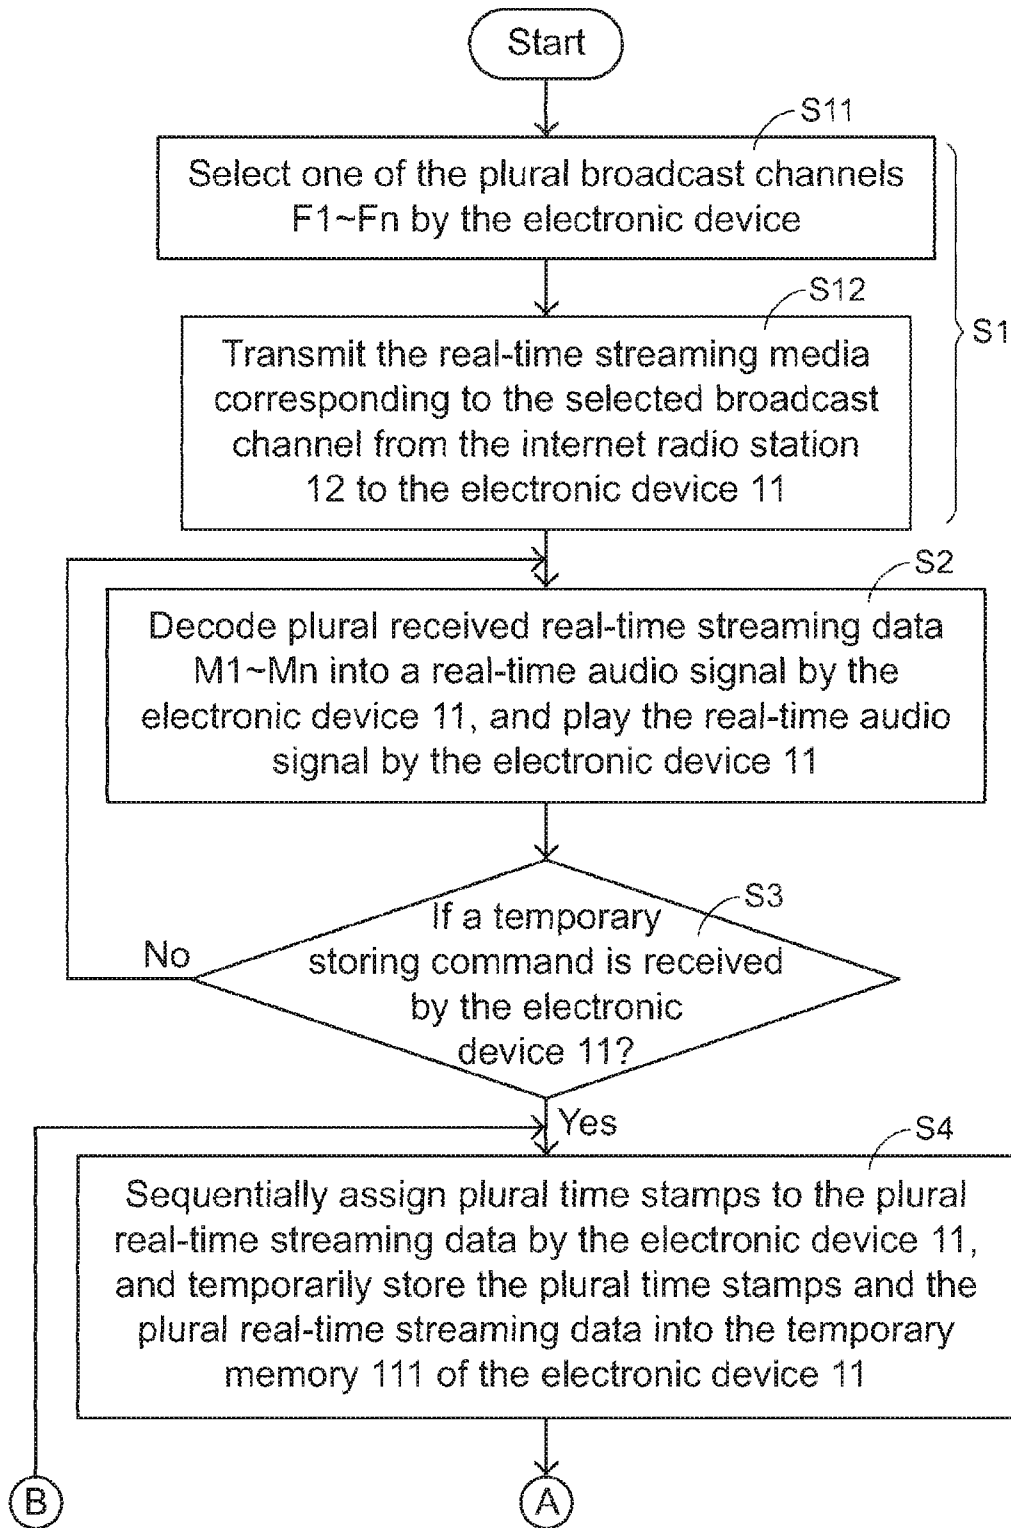 Start
S11
Select one of the plural broadcast channels
F1~Fn by the electronic device
S12
S1
Transmit the real-time streaming media
corresponding to the selected broadcast
channel from the internet radio station
12 to the electronic device 11
S2
Decode plural received real-time streaming data
M1~Mn into a real-time audio signal by the
electronic device 11, and play the real-time audio
signal by the electronic device 11
S3
If a temporary
storing command is received
by the electronic
device 11?
No
Yes
S4
Sequentially assign plural time stamps to the plural
real-time streaming data by the electronic device 11,
and temporarily store the plural time stamps and the
plural real-time streaming data into the temporary
memory 111 of the electronic device 11
B
A